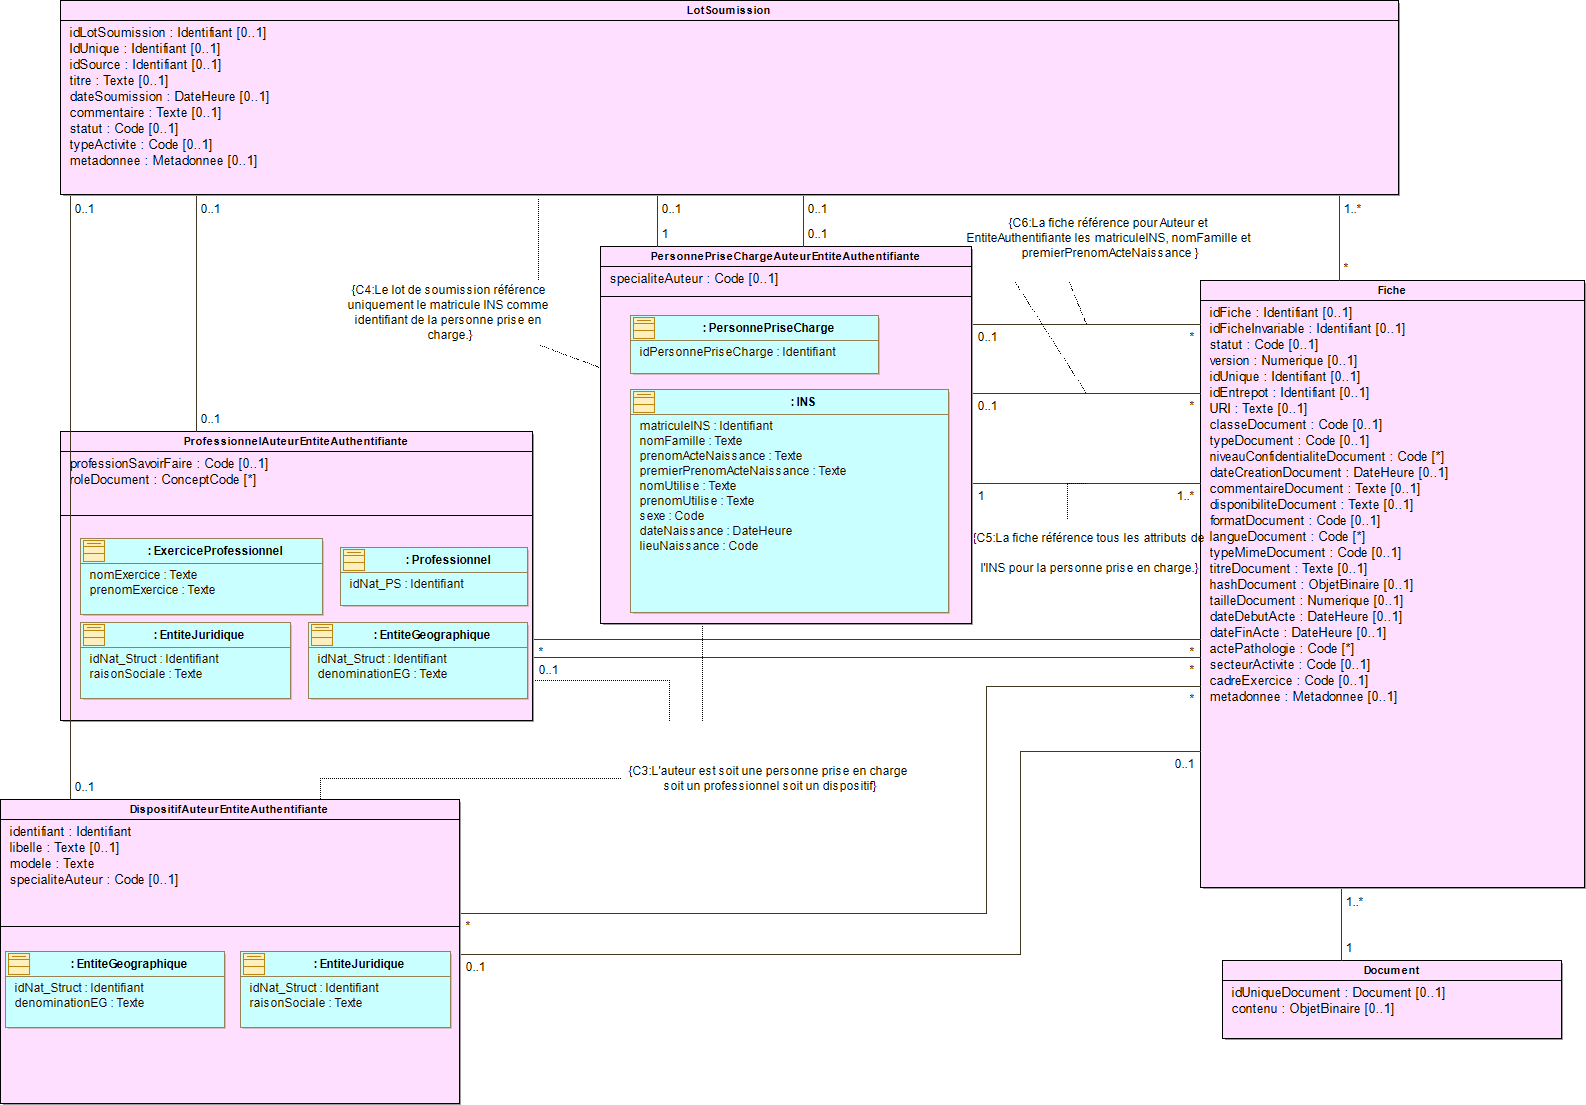 LotSoumission
idLotSoumission : Identifiant [0..1]
IdUnique : Identifiant [0..1]
idSource : Identifiant [0..1]
titre : Texte [0..1]
dateSoumission : DateHeure [0..1]
commentaire : Texte [0..1]
statut : Code [0..1]
typeActivite : Code [0..1]
metadonnee : Metadonnee [0..1]
0..1
0..1
0..1
0..1
1..*
1
0..1
*
0..1
{C4:Le lot de soumission référence
uniquement le matricule INS comme
identifiant de la personne prise en
charge.}
{C6:La fiche référence pour Auteur et
EntiteAuthentifiante les matriculeINS, nomFamille et
premierPrenomActeNaissance }
PersonnePriseChargeAuteurEntiteAuthentifiante
specialiteAuteur : Code [0..1]
: PersonnePriseCharge
idPersonnePriseCharge : Identifiant
: INS
matriculeINS : Identifiant
nomFamille : Texte
prenomActeNaissance : Texte
premierPrenomActeNaissance : Texte
nomUtilise : Texte
prenomUtilise : Texte
sexe : Code
dateNaissance : DateHeure
lieuNaissance : Code
0..1
*
0..1
*
1
1..*
{C5:La fiche référence tous les attributs de
l'INS pour la personne prise en charge.}
Fiche
idFiche : Identifiant [0..1]
idFicheInvariable : Identifiant [0..1]
statut : Code [0..1]
version : Numerique [0..1]
idUnique : Identifiant [0..1]
idEntrepot : Identifiant [0..1]
URI : Texte [0..1]
classeDocument : Code [0..1]
typeDocument : Code [0..1]
niveauConfidentialiteDocument : Code [*]
dateCreationDocument : DateHeure [0..1]
commentaireDocument : Texte [0..1]
disponibiliteDocument : Texte [0..1]
formatDocument : Code [0..1]
langueDocument : Code [*]
typeMimeDocument : Code [0..1]
titreDocument : Texte [0..1]
hashDocument : ObjetBinaire [0..1]
tailleDocument : Numerique [0..1]
dateDebutActe : DateHeure [0..1]
dateFinActe : DateHeure [0..1]
actePathologie : Code [*]
secteurActivite : Code [0..1]
cadreExercice : Code [0..1]
metadonnee : Metadonnee [0..1]
ProfessionnelAuteurEntiteAuthentifiante
professionSavoirFaire : Code [0..1]
roleDocument : ConceptCode [*]
: ExerciceProfessionnel
nomExercice : Texte
prenomExercice : Texte
: Professionnel
idNat_PS : Identifiant
: EntiteJuridique
idNat_Struct : Identifiant
raisonSociale : Texte
: EntiteGeographique
idNat_Struct : Identifiant
denominationEG : Texte
*
*
0..1
*
*
0..1
{C3:L'auteur est soit une personne prise en charge
soit un professionnel soit un dispositif}
0..1
DispositifAuteurEntiteAuthentifiante
identifiant : Identifiant
libelle : Texte [0..1]
modele : Texte
specialiteAuteur : Code [0..1]
: EntiteGeographique
idNat_Struct : Identifiant
denominationEG : Texte
: EntiteJuridique
idNat_Struct : Identifiant
raisonSociale : Texte
*
0..1
1..*
1
Document
idUniqueDocument : Document [0..1]
contenu : ObjetBinaire [0..1]